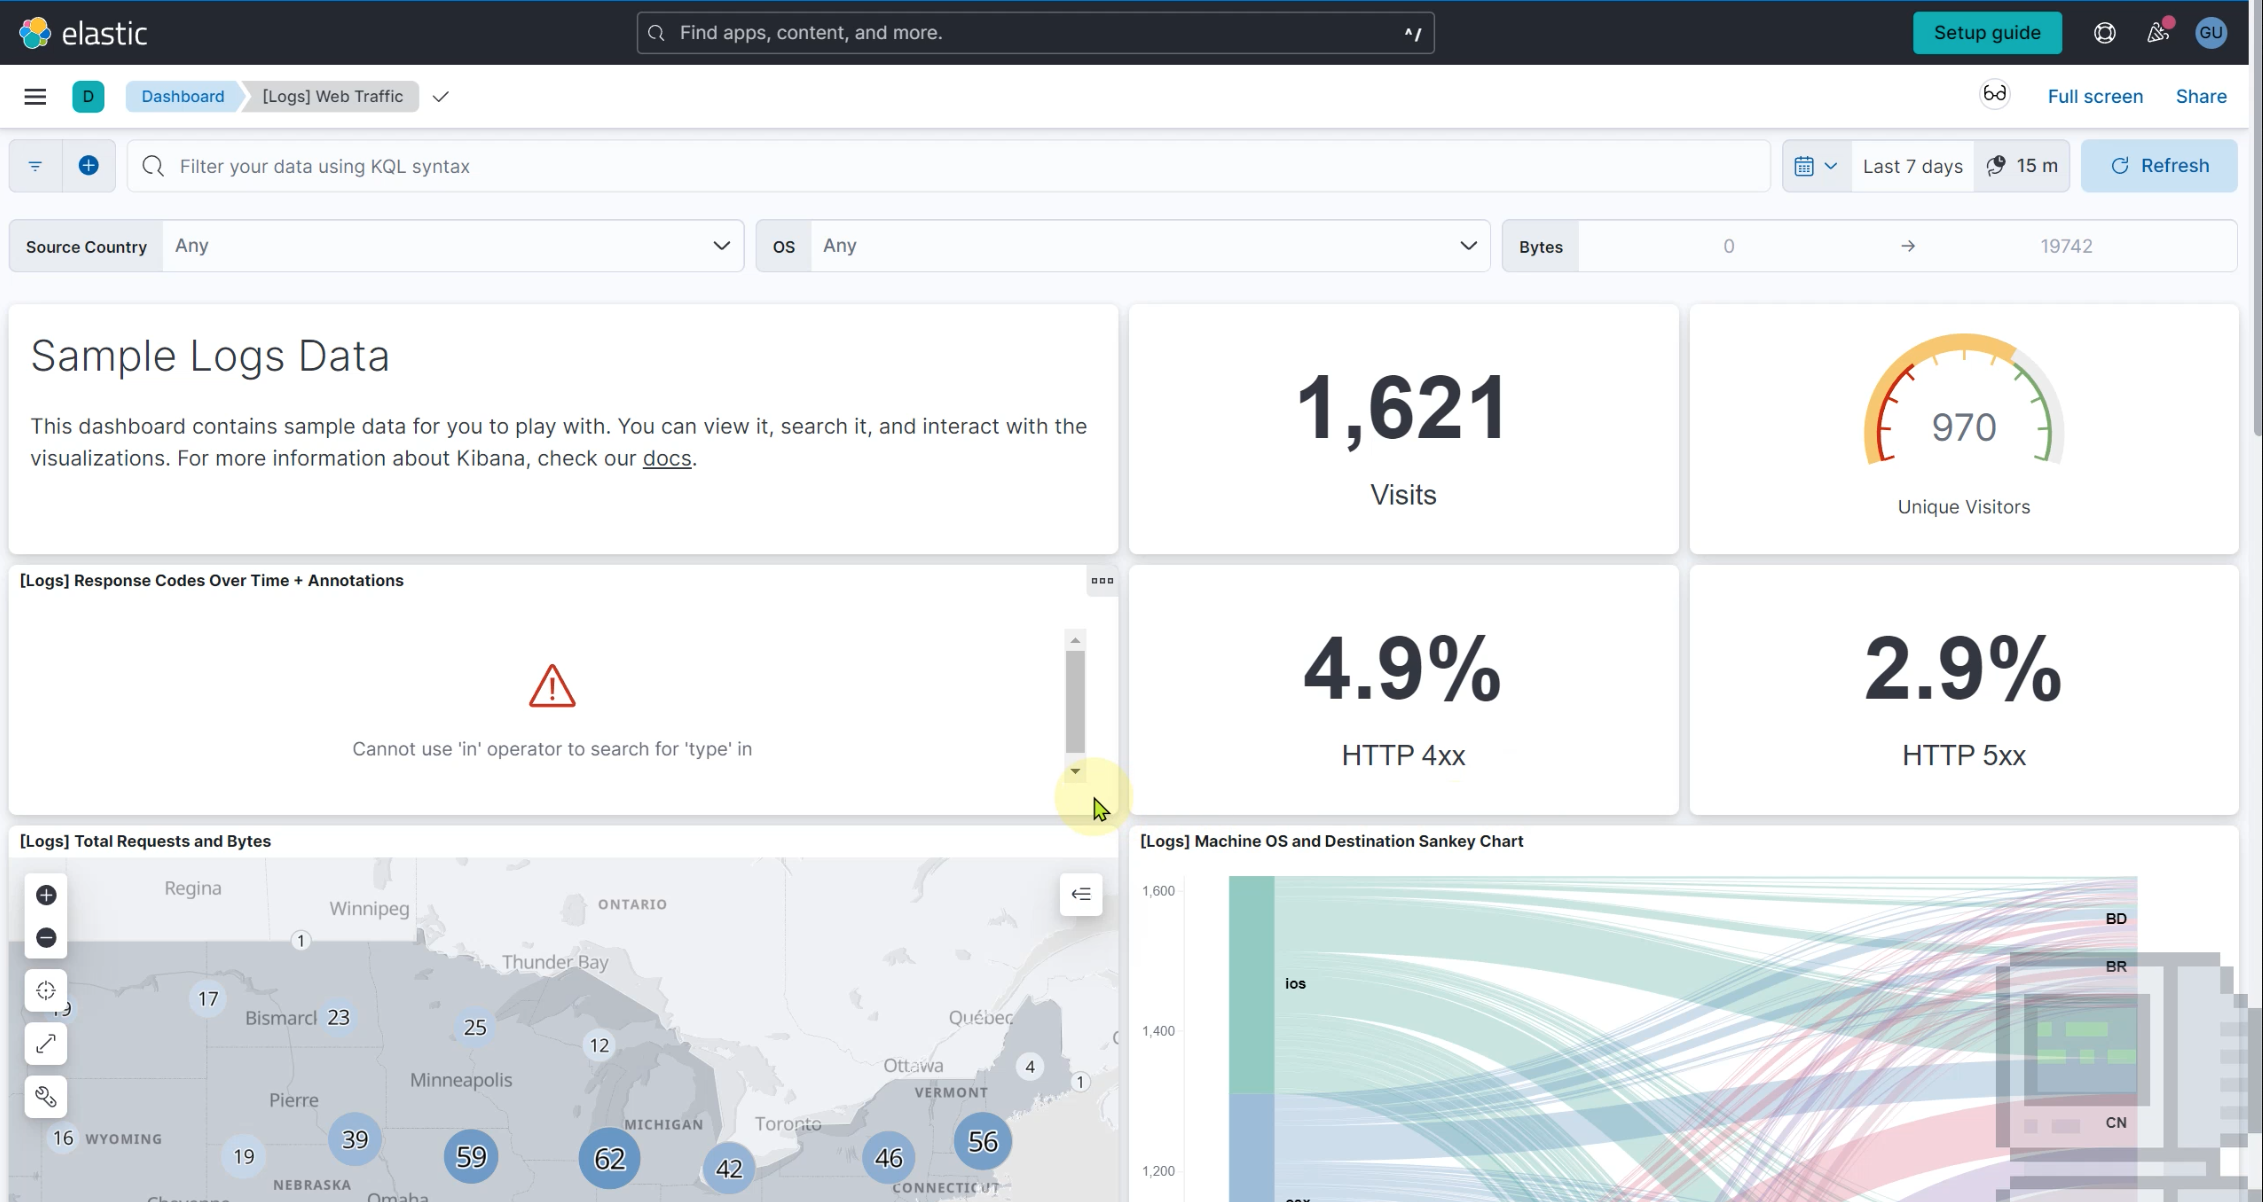 elastic
Find apps, content, and more.
^/
Setup guide
GU
D
Dashboard
[Logs] Web Traffic
Full screen
Share
Filter your data using KQL syntax
Last 7 days
15 m
Refresh
Source Country
Any
OS
Any
Bytes
0
→
19742
Sample Logs Data
This dashboard contains sample data for you to play with. You can view it, search it, and interact with the
visualizations. For more information about Kibana, check our docs.
1,621
Visits
970
Unique Visitors
[Logs] Response Codes Over Time + Annotations
Cannot use 'in' operator to search for 'type' in
4.9%
HTTP 4xx
2.9%
HTTP 5xx
[Logs] Total Requests and Bytes
Regina
Winnipeg
ONTARIO
1
Thunder Bay
17
Bismarck
23
25
12
Québec
Ottawa
4
1
Minneapolis
VERMONT
Pierre
MICHIGAN
Toronto
16
WYOMING
39
19
59
62
42
46
56
NEBRASKA
CONNECTICUT
Omaha
[Logs] Machine OS and Destination Sankey Chart
1,600
1,400
1,200
ios
BD
BR
CN